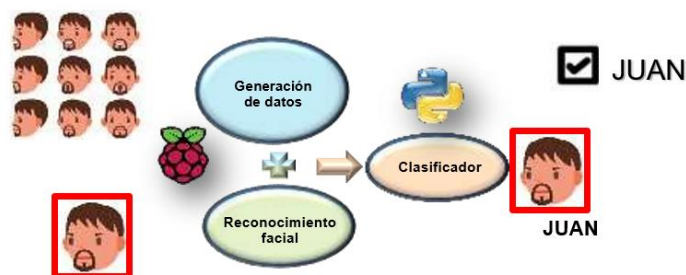 Generación
de datos
JUAN
Clasificador
Reconocimiento
facial
JUAN